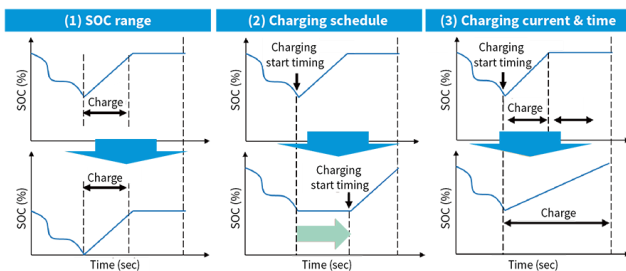 (1) SOC range
(2) Charging schedule
(3) Charging current & time
SOC (%)
Charge
SOC (%)
Charging
start timing
SOC (%)
Charging
start timing
Charge
SOC (%)
Charge
Time (sec)
SOC (%)
Charging
start timing
Time (sec)
SOC (%)
Charge
Time (sec)